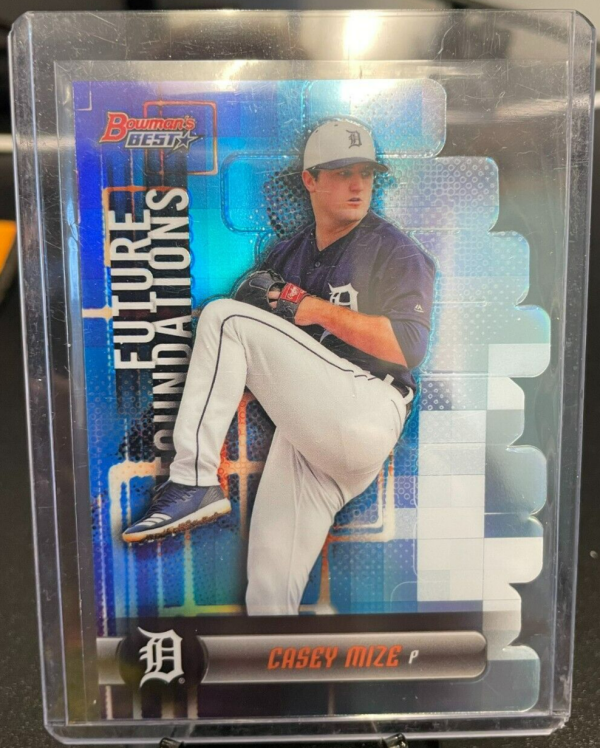 Bowman's
BEST
FUTURE
FOUNDATIONS
D
D
D
CASEY MIZE P